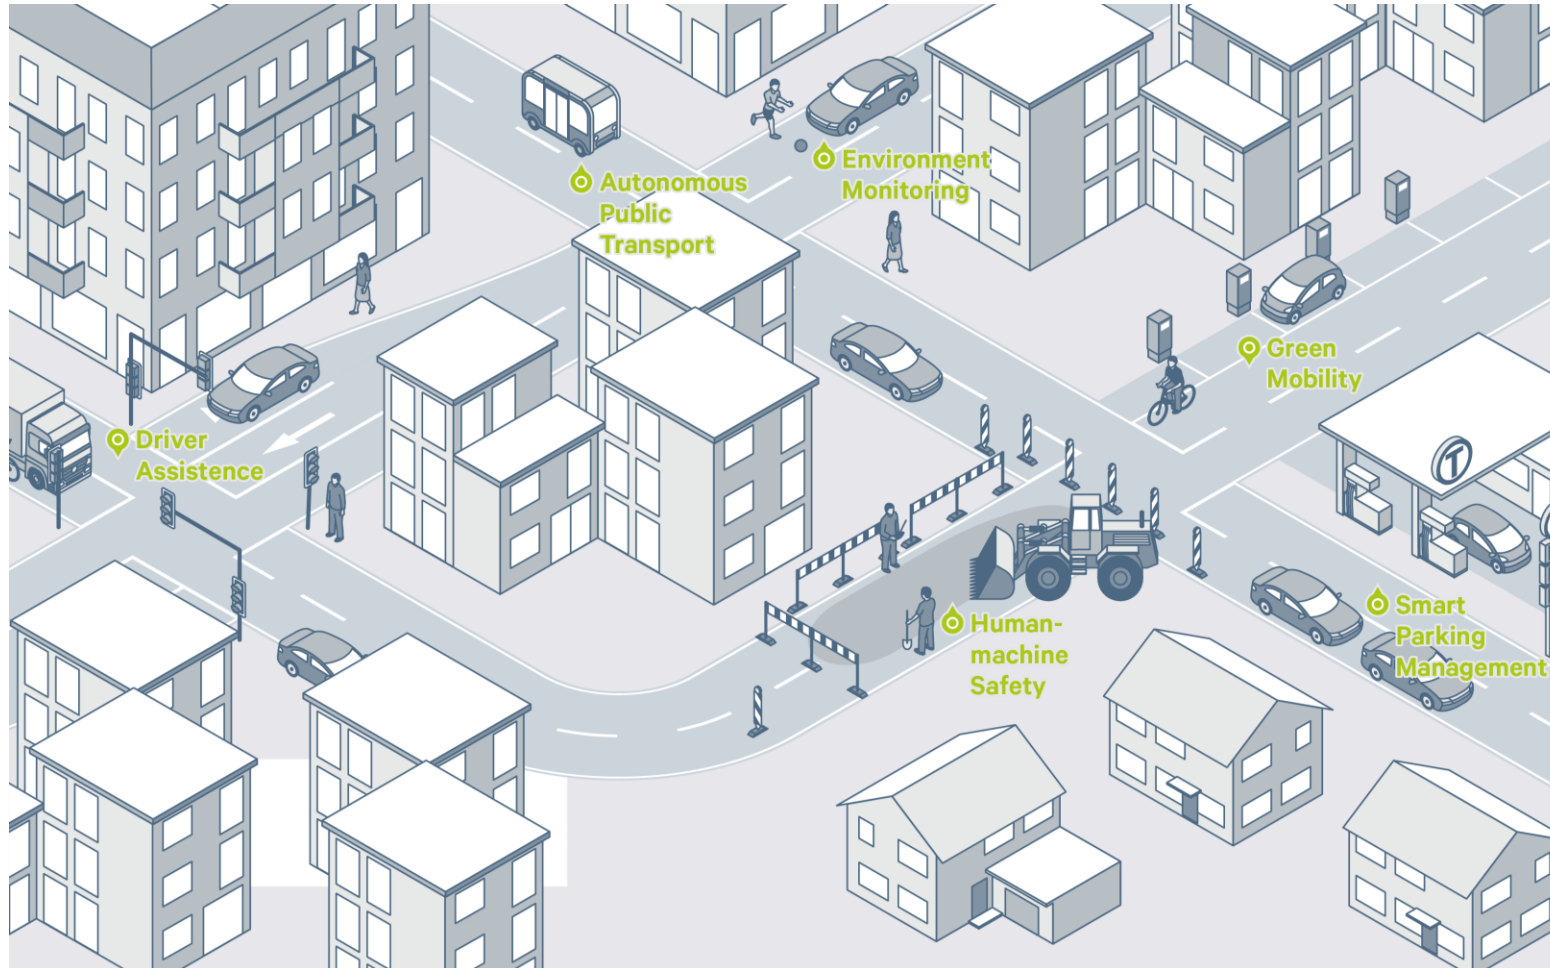 Environment
Monitoring
Autonomous
Public
Transport
Green
Mobility
Driver
Assistence
T
Human-
machine
Safety
Smart
Parking
Management